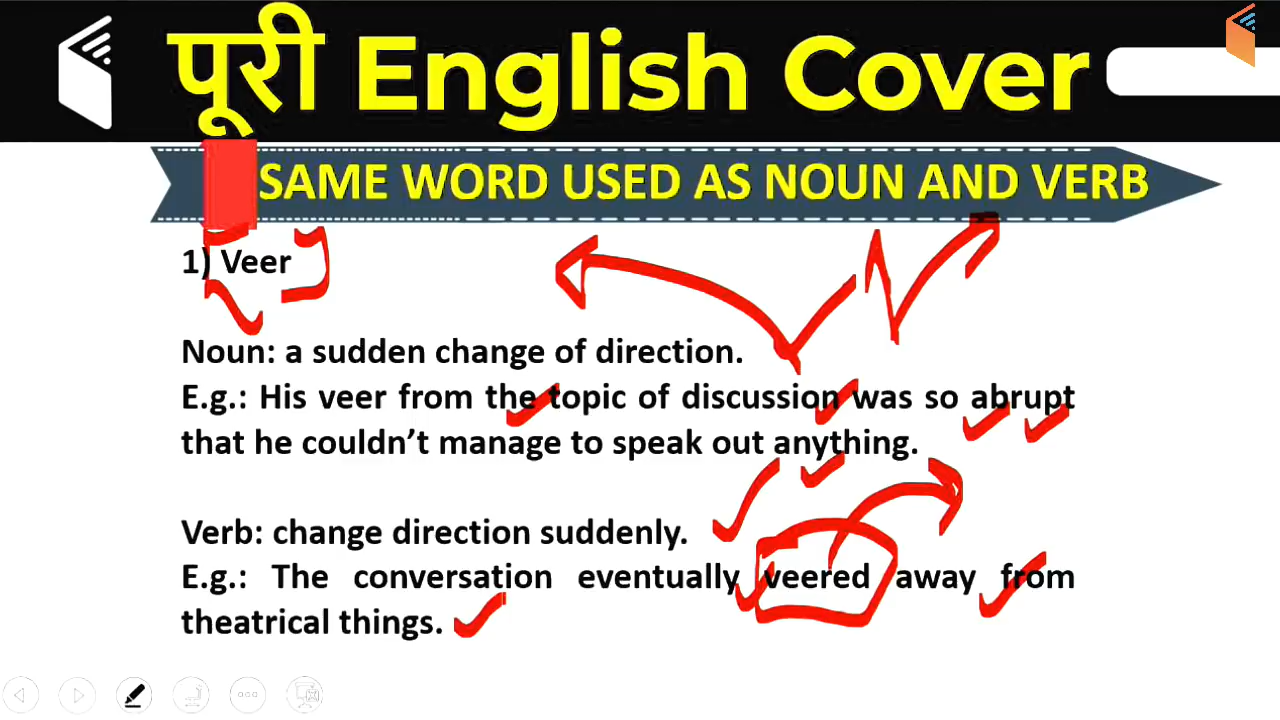 पूरी English Cover
SAME WORD USED AS NOUN AND VERB
1) Veer
Noun: a sudden change of direction.
E.g.: His veer from the topic of discussion was so abrupt
that he couldn’t manage to speak out anything.
Verb: change direction suddenly.
E.g.: The conversation eventually veered away from
theatrical things.